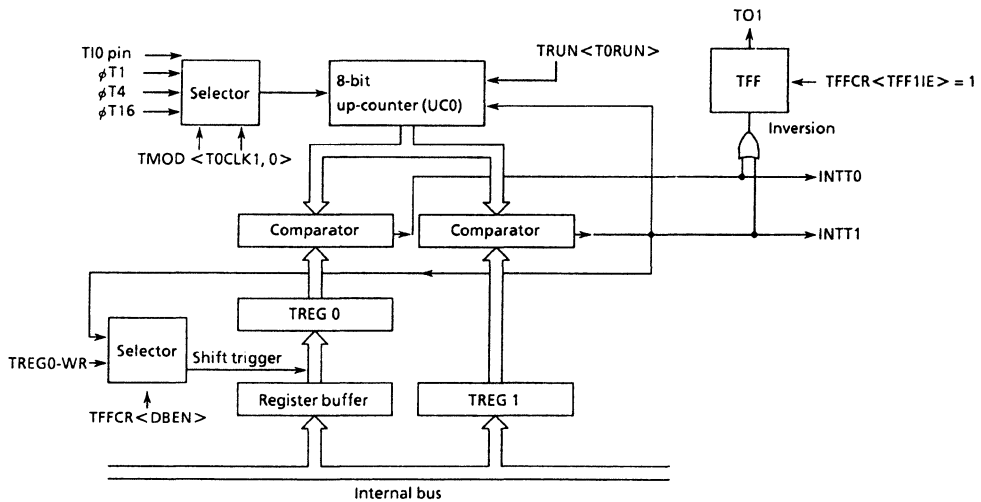 TO1
TI0 pin
φT1
φT4
φT16
Selector
8-bit
up-counter (UC0)
TRUN<T0RUN>
TFF
TFFCR<TFF1IE> = 1
Inversion
TMOD <T0CLK1, 0>
INTT0
Comparator
Comparator
INTT1
TREG 0
Selector
TREG0-WR
Shift trigger
Register buffer
TREG 1
TFFCR<DBEN>
Internal bus